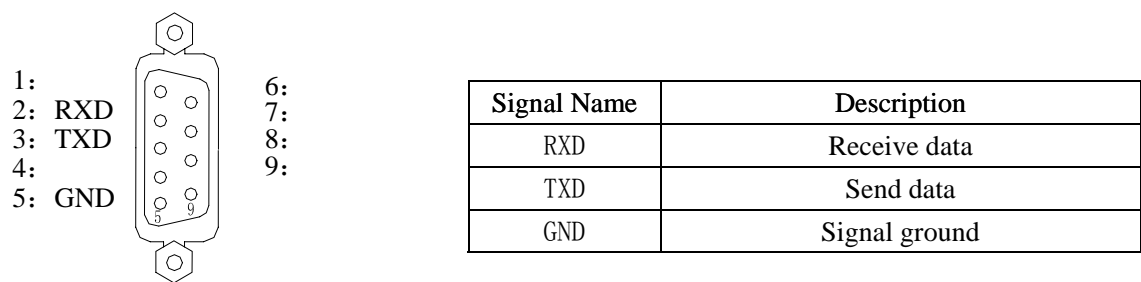 1:
2: RXD
3: TXD
4:
5: GND
5 9
6:
7:
8:
9:
Signal Name Description
RXD Receive data
TXD Send data
GND Signal ground